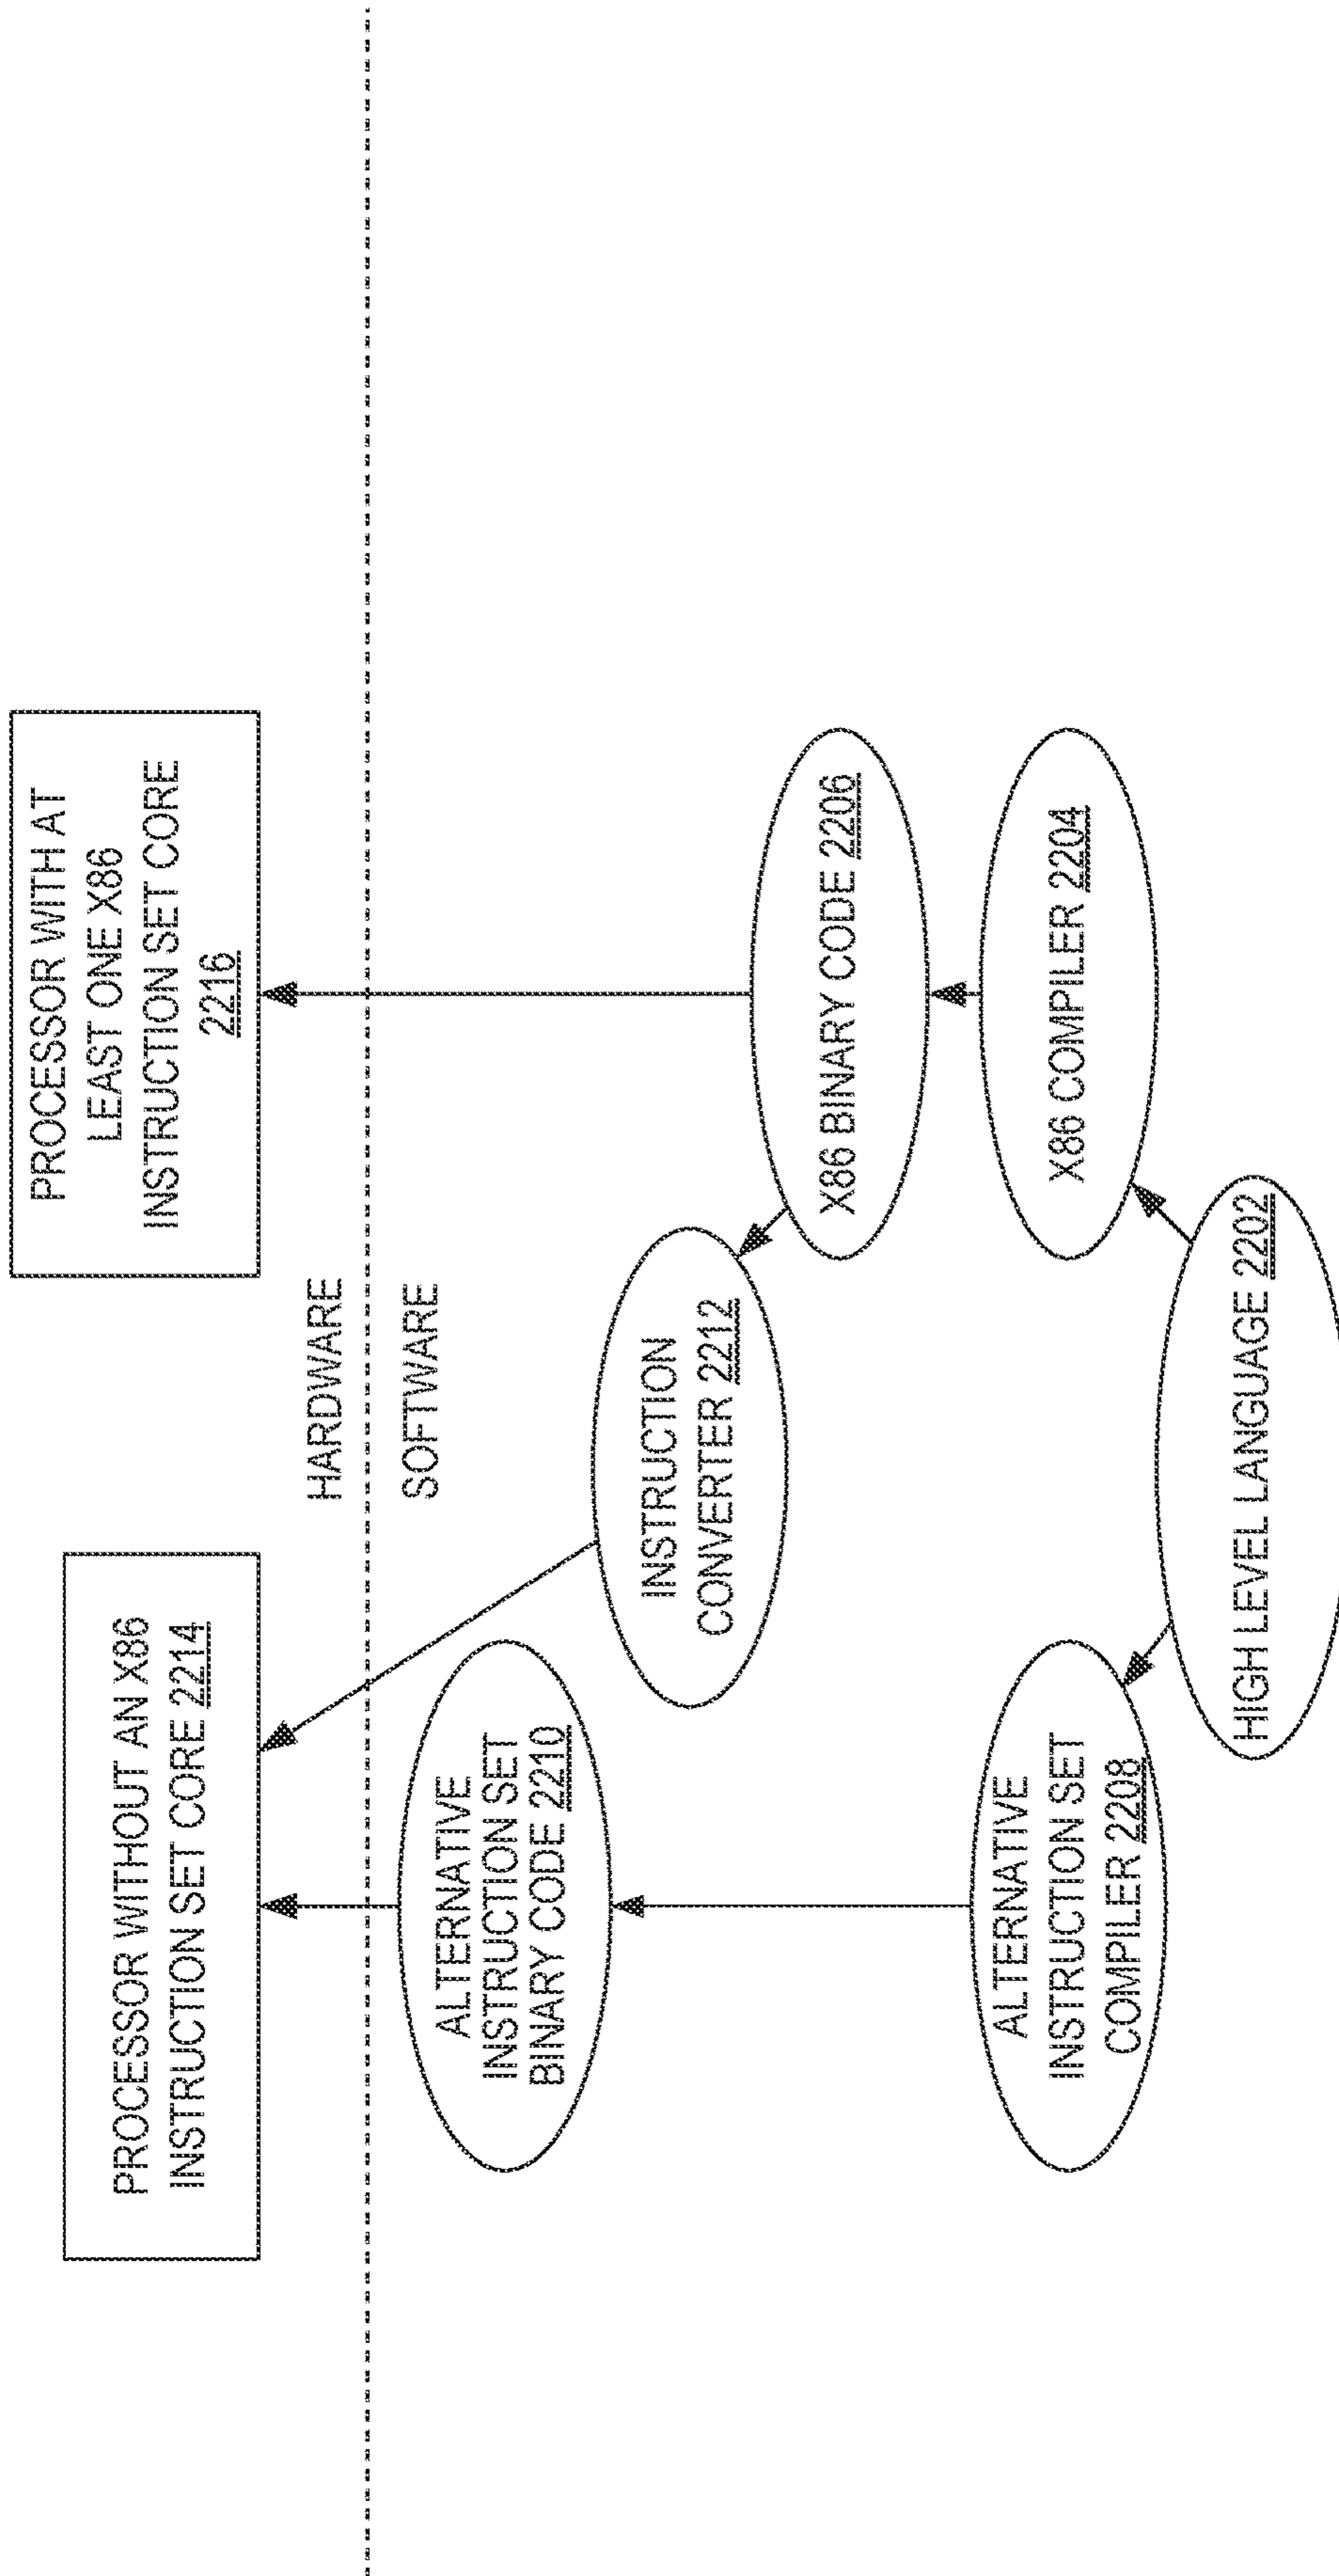 PROCESSOR WITHOUT AN X86
INSTRUCTION SET CORE 2214
PROCESSOR WITH AT
LEAST ONE X86
INSTRUCTION SET CORE
2216
HARDWARE
SOFTWARE
ALTERNATIVE
INSTRUCTION SET
BINARY CODE 2210
INSTRUCTION
CONVERTER 2212
X86 BINARY CODE 2206
ALTERNATIVE
INSTRUCTION SET
COMPILER 2208
X86 COMPILER 2204
HIGH LEVEL LANGUAGE 2202